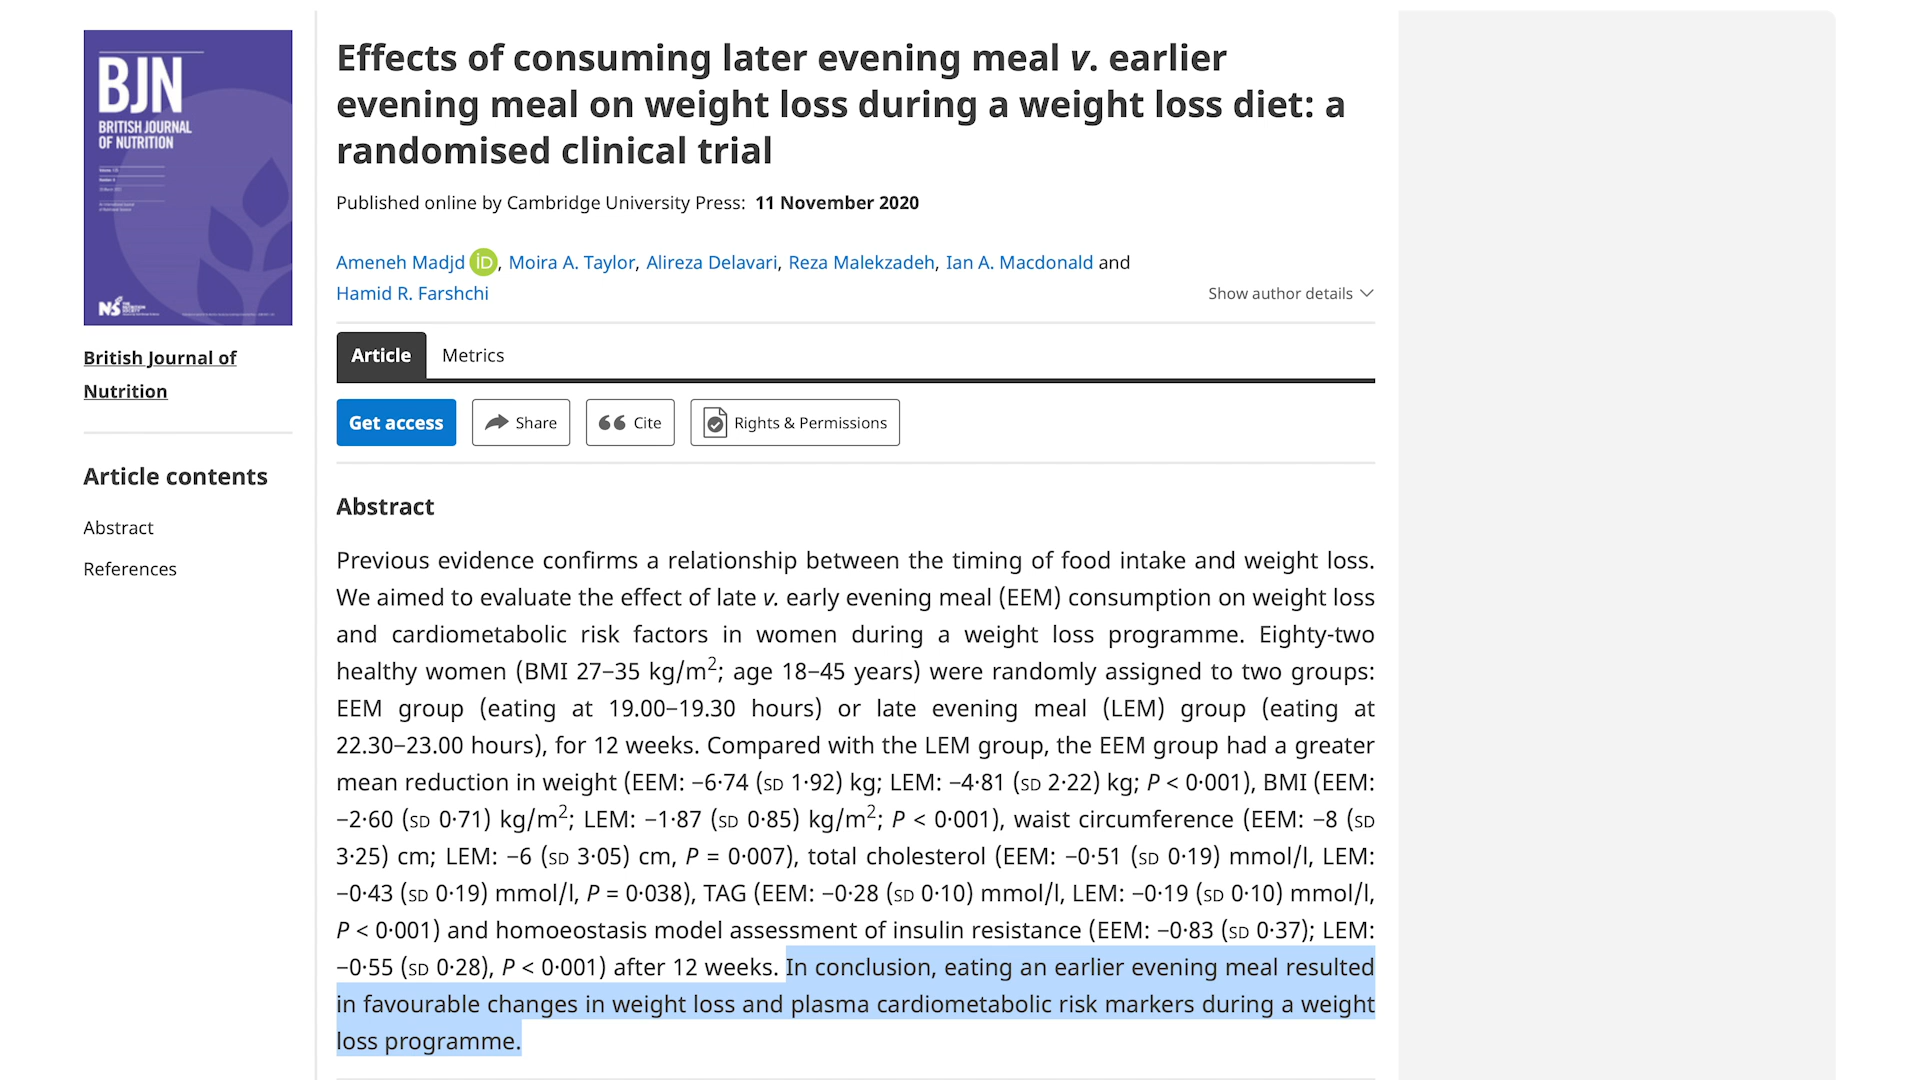 BJN
BRITISH JOURNAL
OF NUTRITION
NS
British Journal of
Nutrition
Article contents
Abstract
References
Effects of consuming later evening meal v. earlier
evening meal on weight loss during a weight loss diet: a
randomised clinical trial
Published online by Cambridge University Press: 11 November 2020
Ameneh Madjd iD, Moira A. Taylor, Alireza Delavari, Reza Malekzadeh, Ian A. Macdonald and
Hamid R. Farshchi
Show author details
Article Metrics
Get access Share Cite Rights & Permissions
Abstract
Previous evidence confirms a relationship between the timing of food intake and weight loss.
We aimed to evaluate the effect of late v. early evening meal (EEM) consumption on weight loss
and cardiometabolic risk factors in women during a weight loss programme. Eighty-two
healthy women (BMI 27–35 kg/m²; age 18–45 years) were randomly assigned to two groups:
EEM group (eating at 19.00–19.30 hours) or late evening meal (LEM) group (eating at
22.30–23.00 hours), for 12 weeks. Compared with the LEM group, the EEM group had a greater
mean reduction in weight (EEM: −6·74 (SD 1·92) kg; LEM: −4·81 (SD 2·22) kg; P < 0·001), BMI (EEM:
−2·60 (SD 0·71) kg/m²; LEM: −1·87 (SD 0·85) kg/m²; P < 0·001), waist circumference (EEM: −8 (SD
3·25) cm; LEM: −6 (SD 3·05) cm, P = 0·007), total cholesterol (EEM: −0·51 (SD 0·19) mmol/l, LEM:
−0·43 (SD 0·19) mmol/l, P = 0·038), TAG (EEM: −0·28 (SD 0·10) mmol/l, LEM: −0·19 (SD 0·10) mmol/l,
P < 0·001) and homoeostasis model assessment of insulin resistance (EEM: −0·83 (SD 0·37); LEM:
−0·55 (SD 0·28), P < 0·001) after 12 weeks. In conclusion, eating an earlier evening meal resulted
in favourable changes in weight loss and plasma cardiometabolic risk markers during a weight
loss programme.